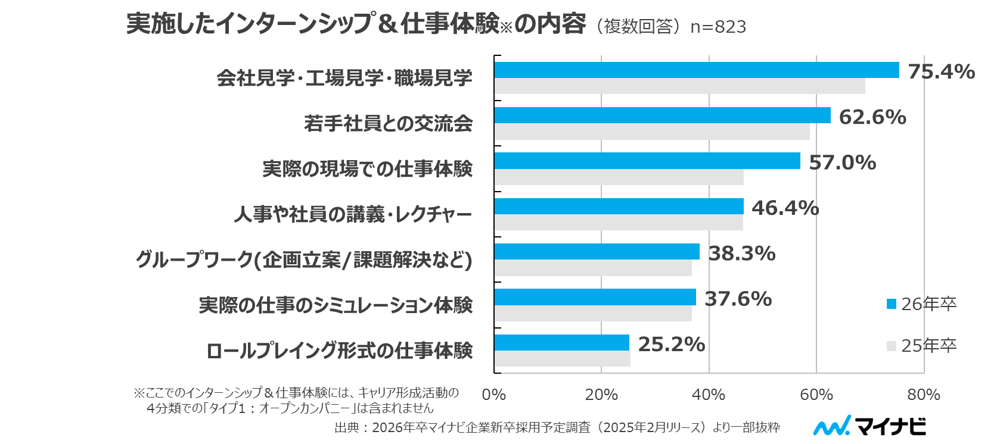 実施したインターンシップ＆仕事体験※の内容（複数回答）n=823
会社見学・工場見学・職場見学
75.4%
若手社員との交流会
62.6%
実際の現場での仕事体験
57.0%
人事や社員の講義・レクチャー
46.4%
グループワーク(企画立案/課題解決など)
38.3%
実際の仕事のシミュレーション体験
37.6%
ロールプレイング形式の仕事体験
25.2%
26年卒
25年卒
0% 20% 40% 60% 80%
※ここでのインターンシップ＆仕事体験には、キャリア形成活動の
4分類での「タイプ1：オープンカンパニー」は含まれません
出典：2026年卒マイナビ企業新卒採用予定調査（2025年2月リリース）より一部抜粋
マイナビ